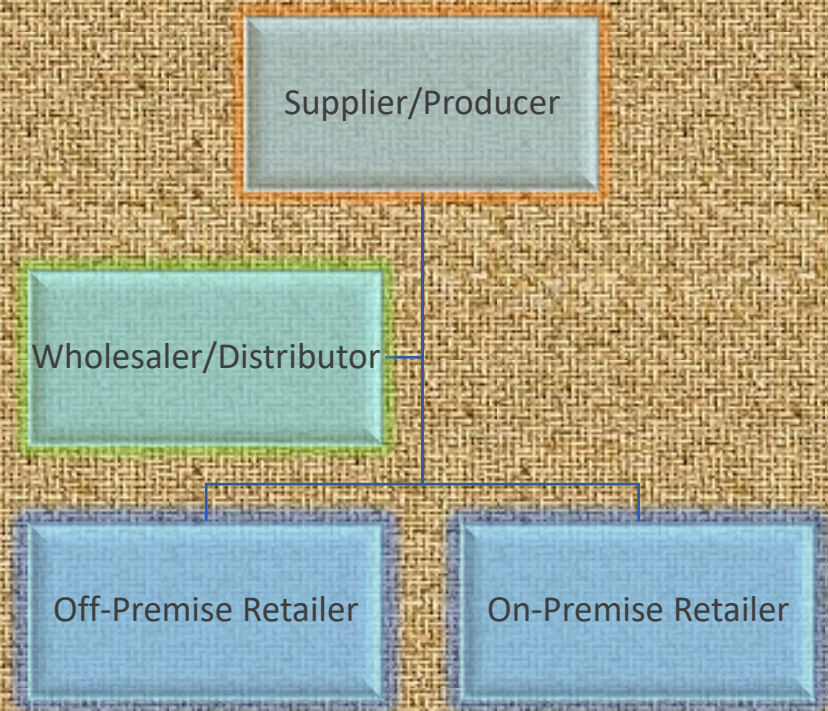 Supplier/Producer
Wholesaler/Distributor
Off-Premise Retailer
On-Premise Retailer